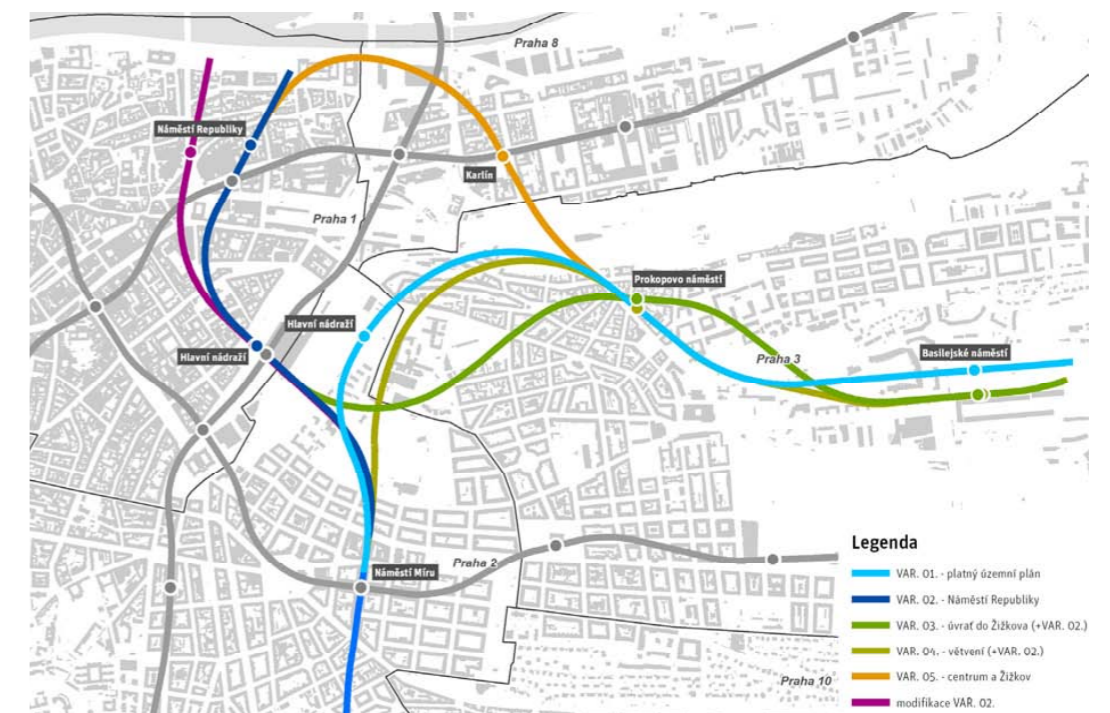 Praha 8
Náměstí Republiky
Karlín
Praha 1
Prokopovo náměstí
Hlavní nádraží
Hlavní nádraží
Praha 3
Basilejské náměstí
Náměstí Míru
Praha 2
Praha 10
Legenda
VAR. 01. - platný územní plán
VAR. 02. - Náměstí Republiky
VAR. 03. - úvrať do Žižkova (+VAR. 02.)
VAR. 04. - větvení (+VAR. 02.)
VAR. 05. - centrum a Žižkov
modifikace VAŘ. 02.